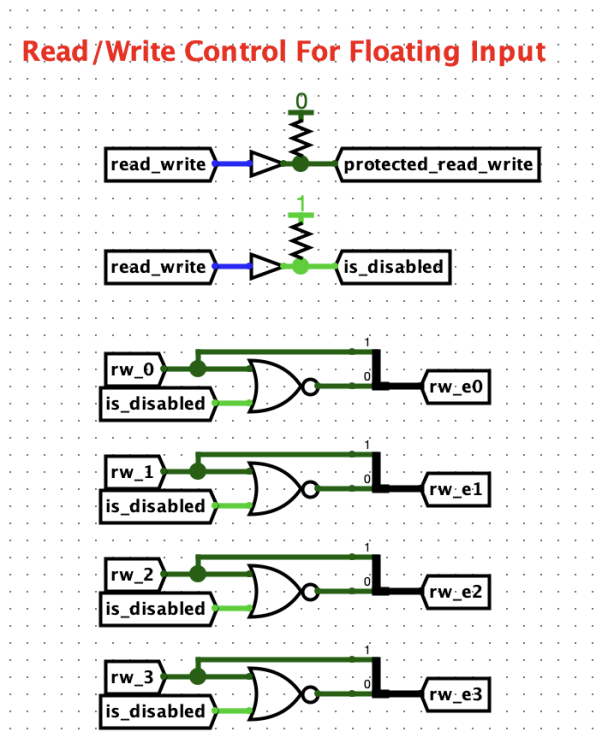 Read/Write Control For Floating Input
0
read_write protected_read_write
1
read_write is_disabled
1
rw_0 0 rw_e0
is_disabled
1
rw_1 0 rw_e1
is_disabled
1
rw_2 0 rw_e2
is_disabled
1
rw_3 0 rw_e3
is_disabled